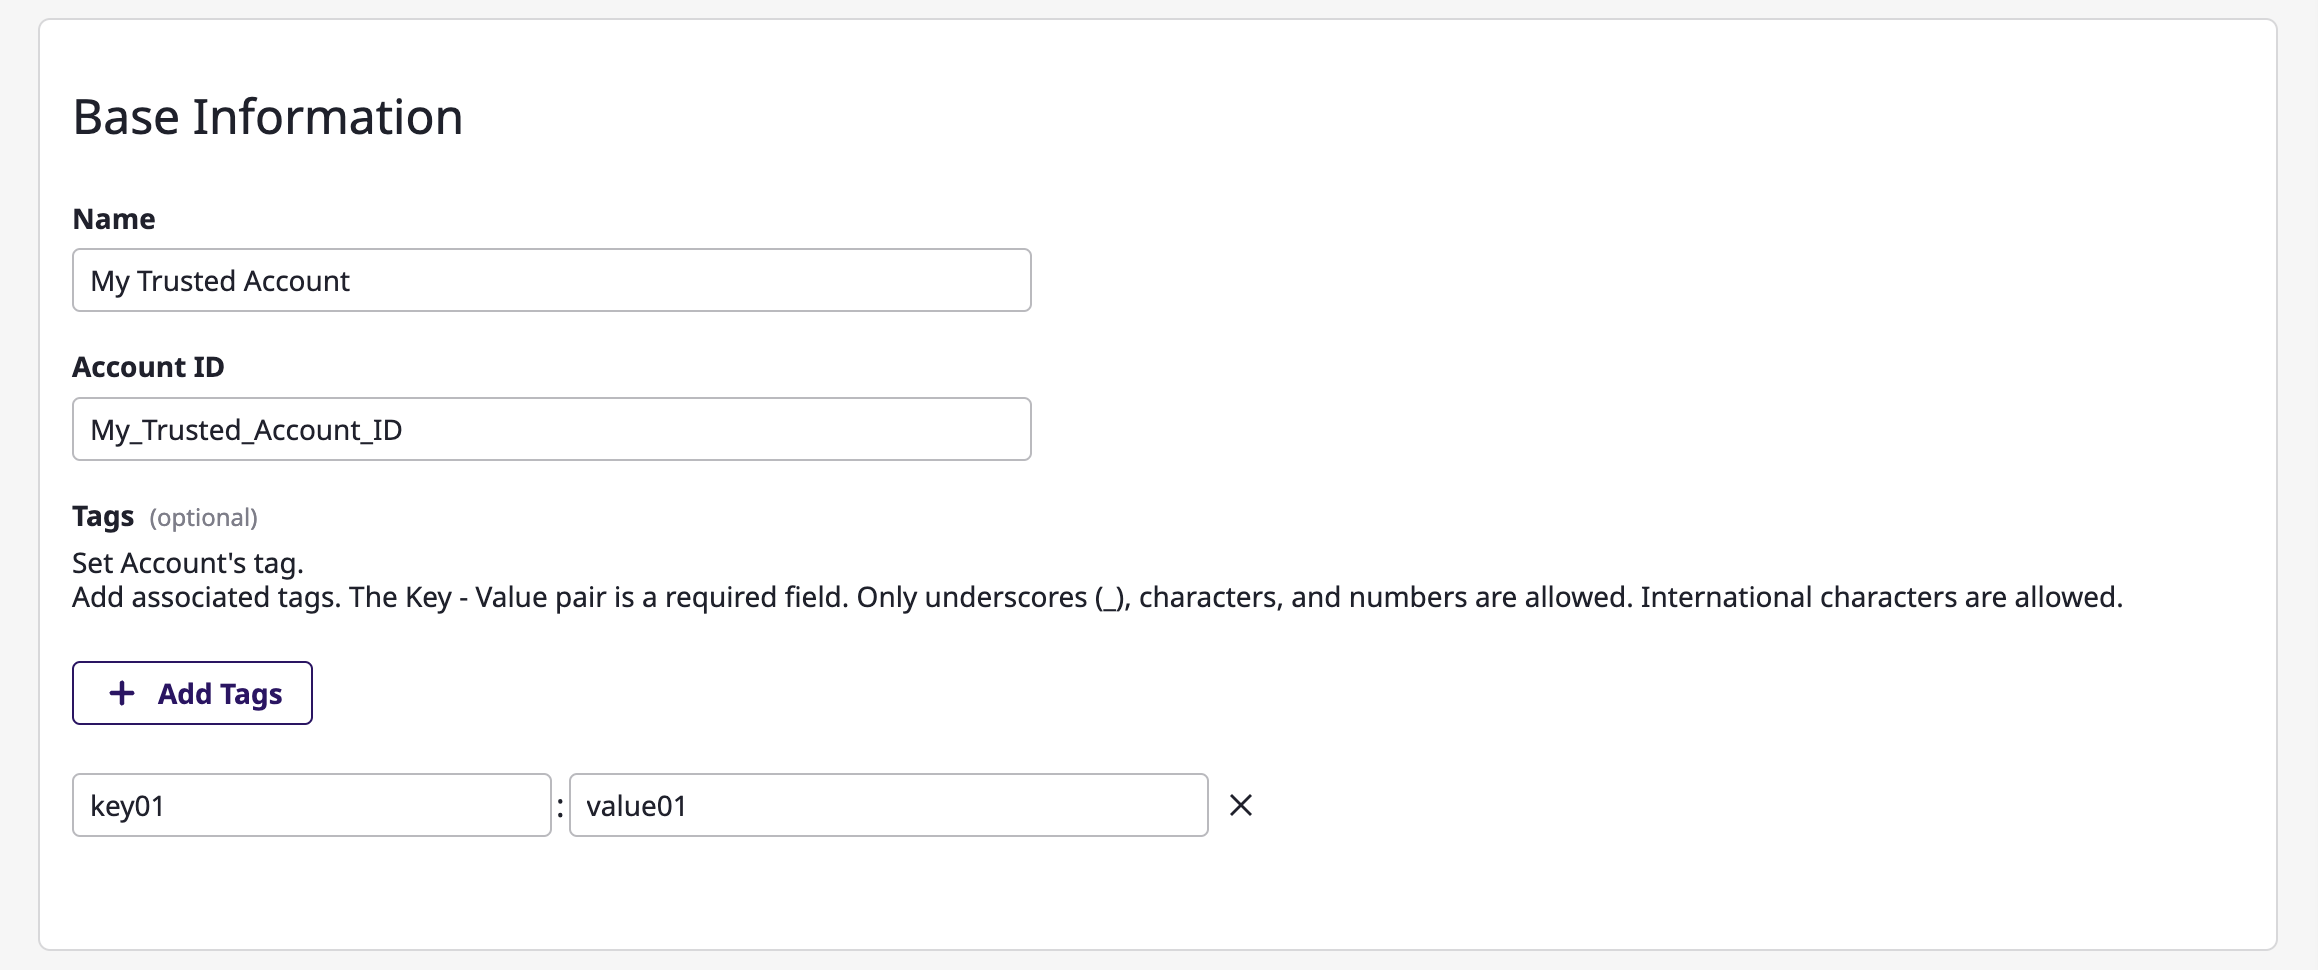 Base Information
Name
My Trusted Account
Account ID
My_Trusted_Account_ID
Tags (optional)
Set Account's tag.
Add associated tags. The Key - Value pair is a required field. Only underscores (_), characters, and numbers are allowed. International characters are allowed.
Add Tags
key01 : value01